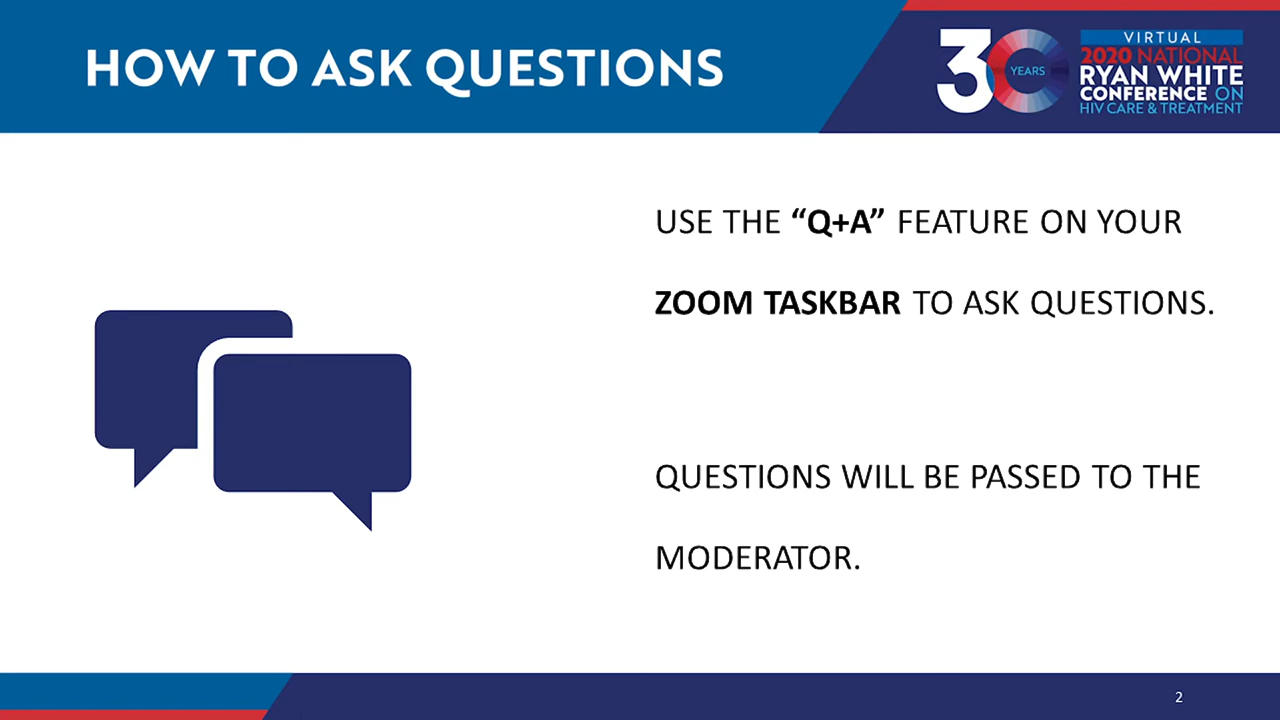 HOW TO ASK QUESTIONS
30
YEARS
VIRTUAL
2020 NATIONAL
RYAN WHITE
CONFERENCE ON
HIV CARE & TREATMENT
USE THE “Q+A” FEATURE ON YOUR
ZOOM TASKBAR TO ASK QUESTIONS.
QUESTIONS WILL BE PASSED TO THE
MODERATOR.
2